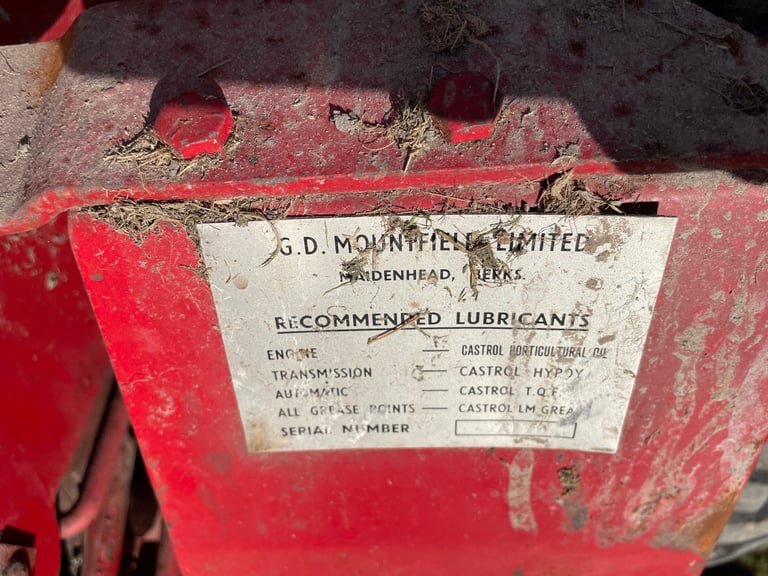 G.D. MOUNTFIELD LIMITED
MAIDENHEAD, BERKS.
RECOMMENDED LUBRICANTS
ENGINE — CASTROL HORTICULTURAL OIL
TRANSMISSION — CASTROL HYPOY
AUTOMATIC — CASTROL T.Q.F.
ALL GREASE POINTS — CASTROL LM GREA
SERIAL NUMBER